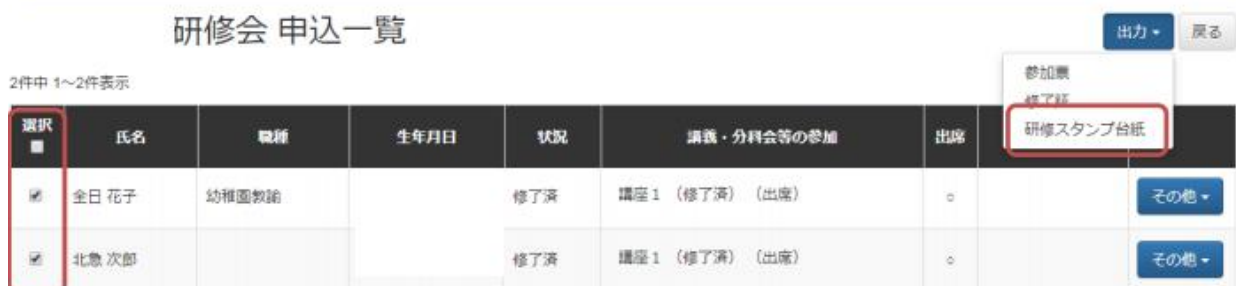 研修会 申込一覧
出力
戻る
2件中 1～2件表示
参加票
修了証
研修スタンプ台紙
選択 氏名 職種 生年月日 状況 講義・分科会等の参加 出席
全日 花子 幼稚園教諭 修了済 講座1 (修了済) (出席) ○ その他
北急 次郎 修了済 講座1 (修了済) (出席) ○ その他